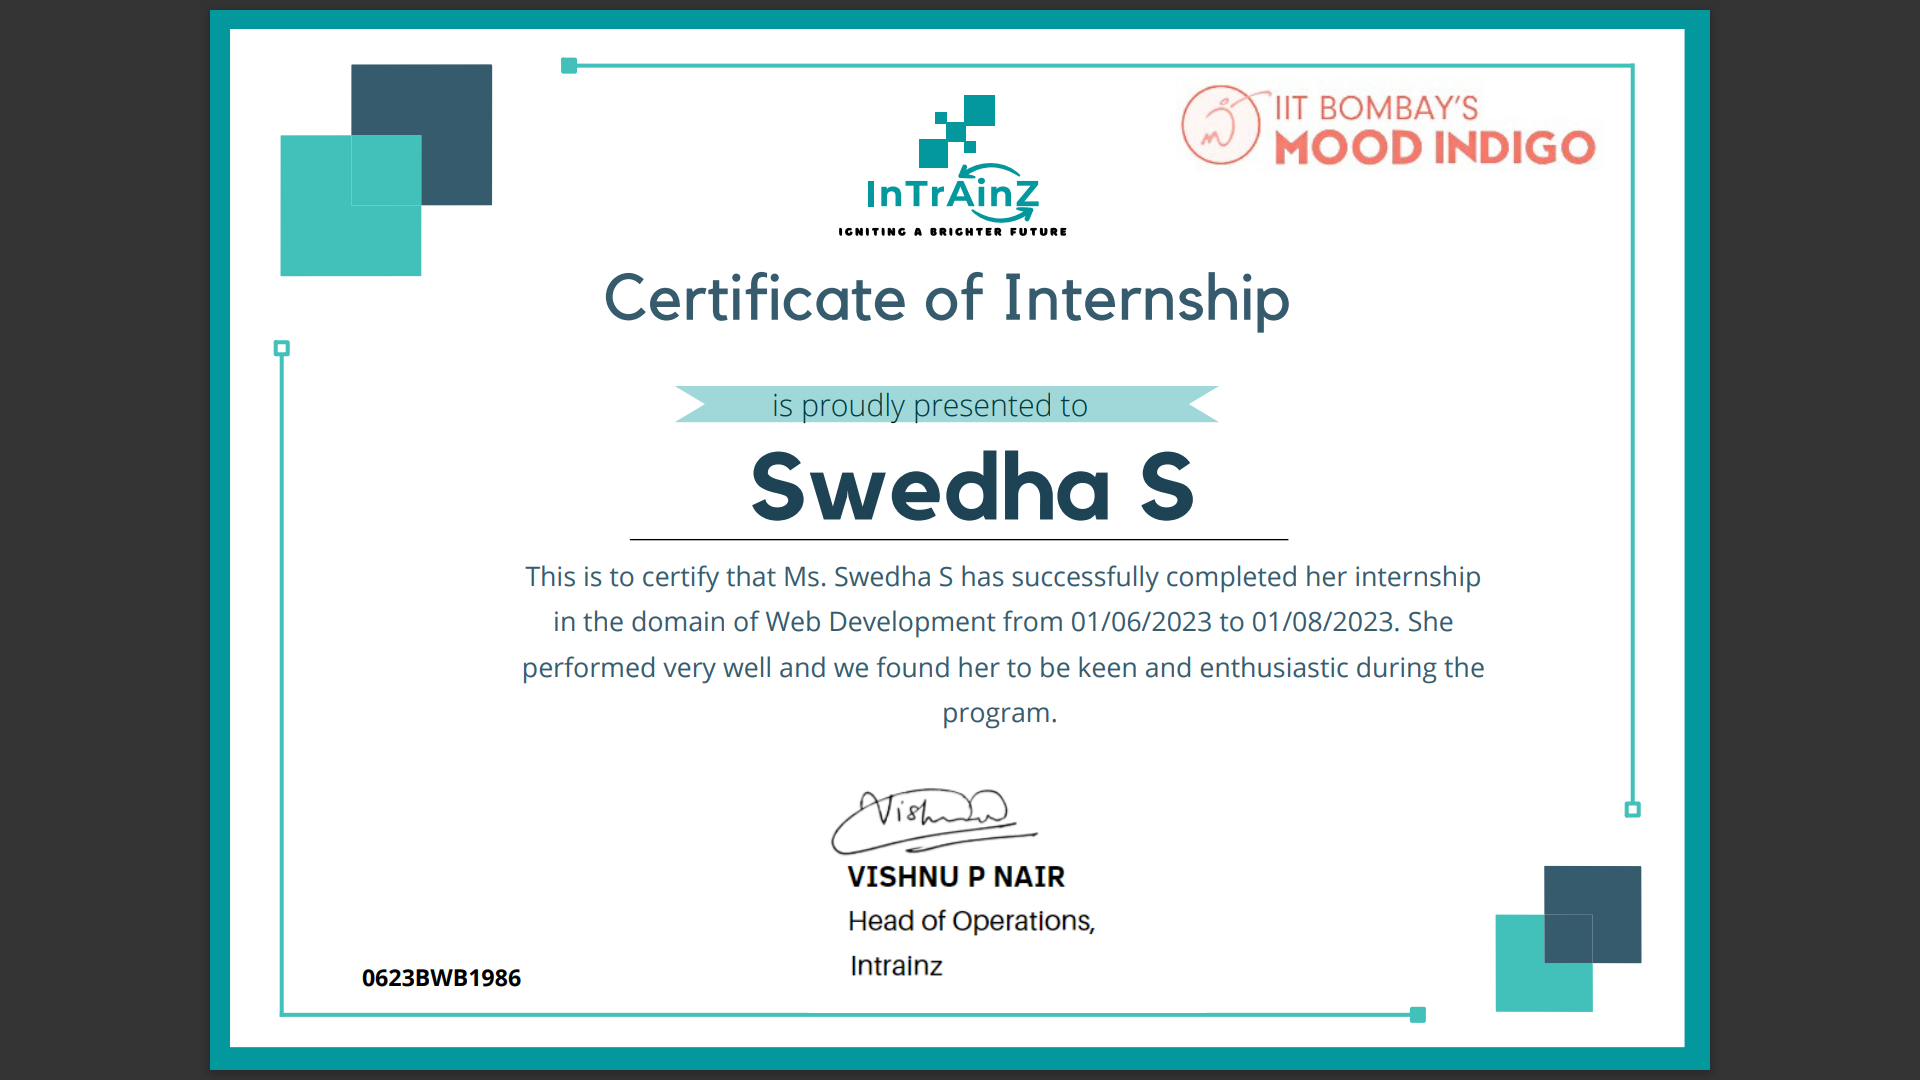 IIT BOMBAY'S
MOOD INDIGO
InTrAinZ
IGNITING A BRIGHTER FUTURE
Certificate of Internship
is proudly presented to
Swedha S
This is to certify that Ms. Swedha S has successfully completed her internship
in the domain of Web Development from 01/06/2023 to 01/08/2023. She
performed very well and we found her to be keen and enthusiastic during the
program.
Vishnu
VISHNU P NAIR
Head of Operations,
Intrainz
0623BWB1986